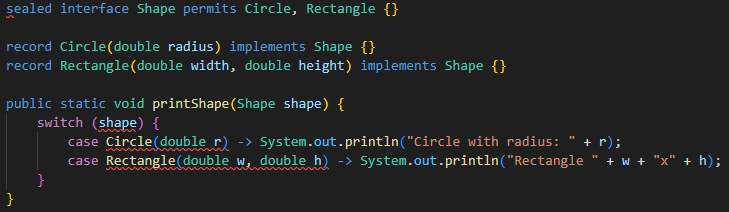 sealed interface Shape permits Circle, Rectangle {}
record Circle(double radius) implements Shape {}
record Rectangle(double width, double height) implements Shape {}
public static void printShape(Shape shape) {
    switch (shape) {
        case Circle(double r) -> System.out.println("Circle with radius: " + r);
        case Rectangle(double w, double h) -> System.out.println("Rectangle " + w + "x" + h);
    }
}